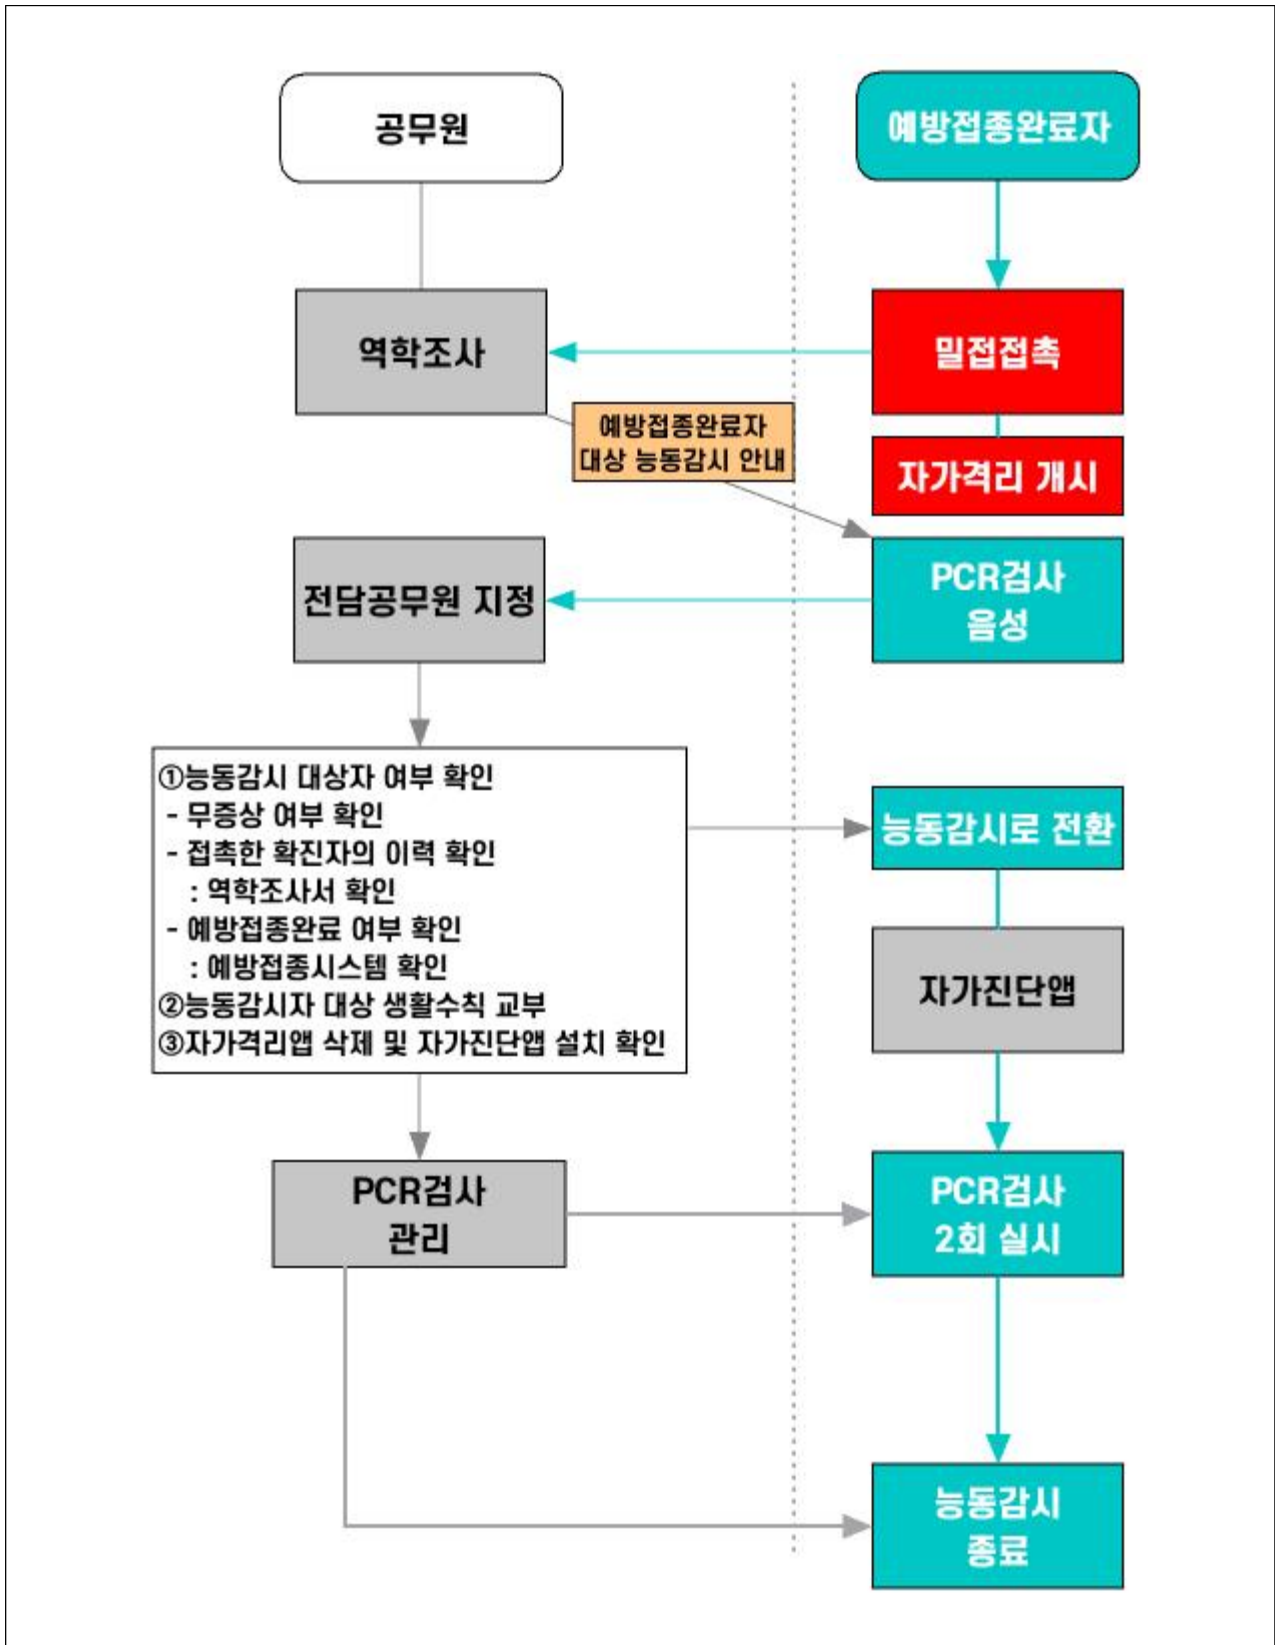 공무원
예방접종완료자
역학조사
밀접접촉
예방접종완료자
대상 능동감시 안내
자가격리 개시
전담공무원 지정
PCR검사
음성
①능동감시 대상자 여부 확인
- 무증상 여부 확인
- 접촉한 확진자의 이력 확인
: 역학조사서 확인
- 예방접종완료 여부 확인
: 예방접종시스템 확인
②능동감시자 대상 생활수칙 교부
③자가격리앱 삭제 및 자가진단앱 설치 확인
능동감시로 전환
자가진단앱
PCR검사
관리
PCR검사
2회 실시
능동감시
종료